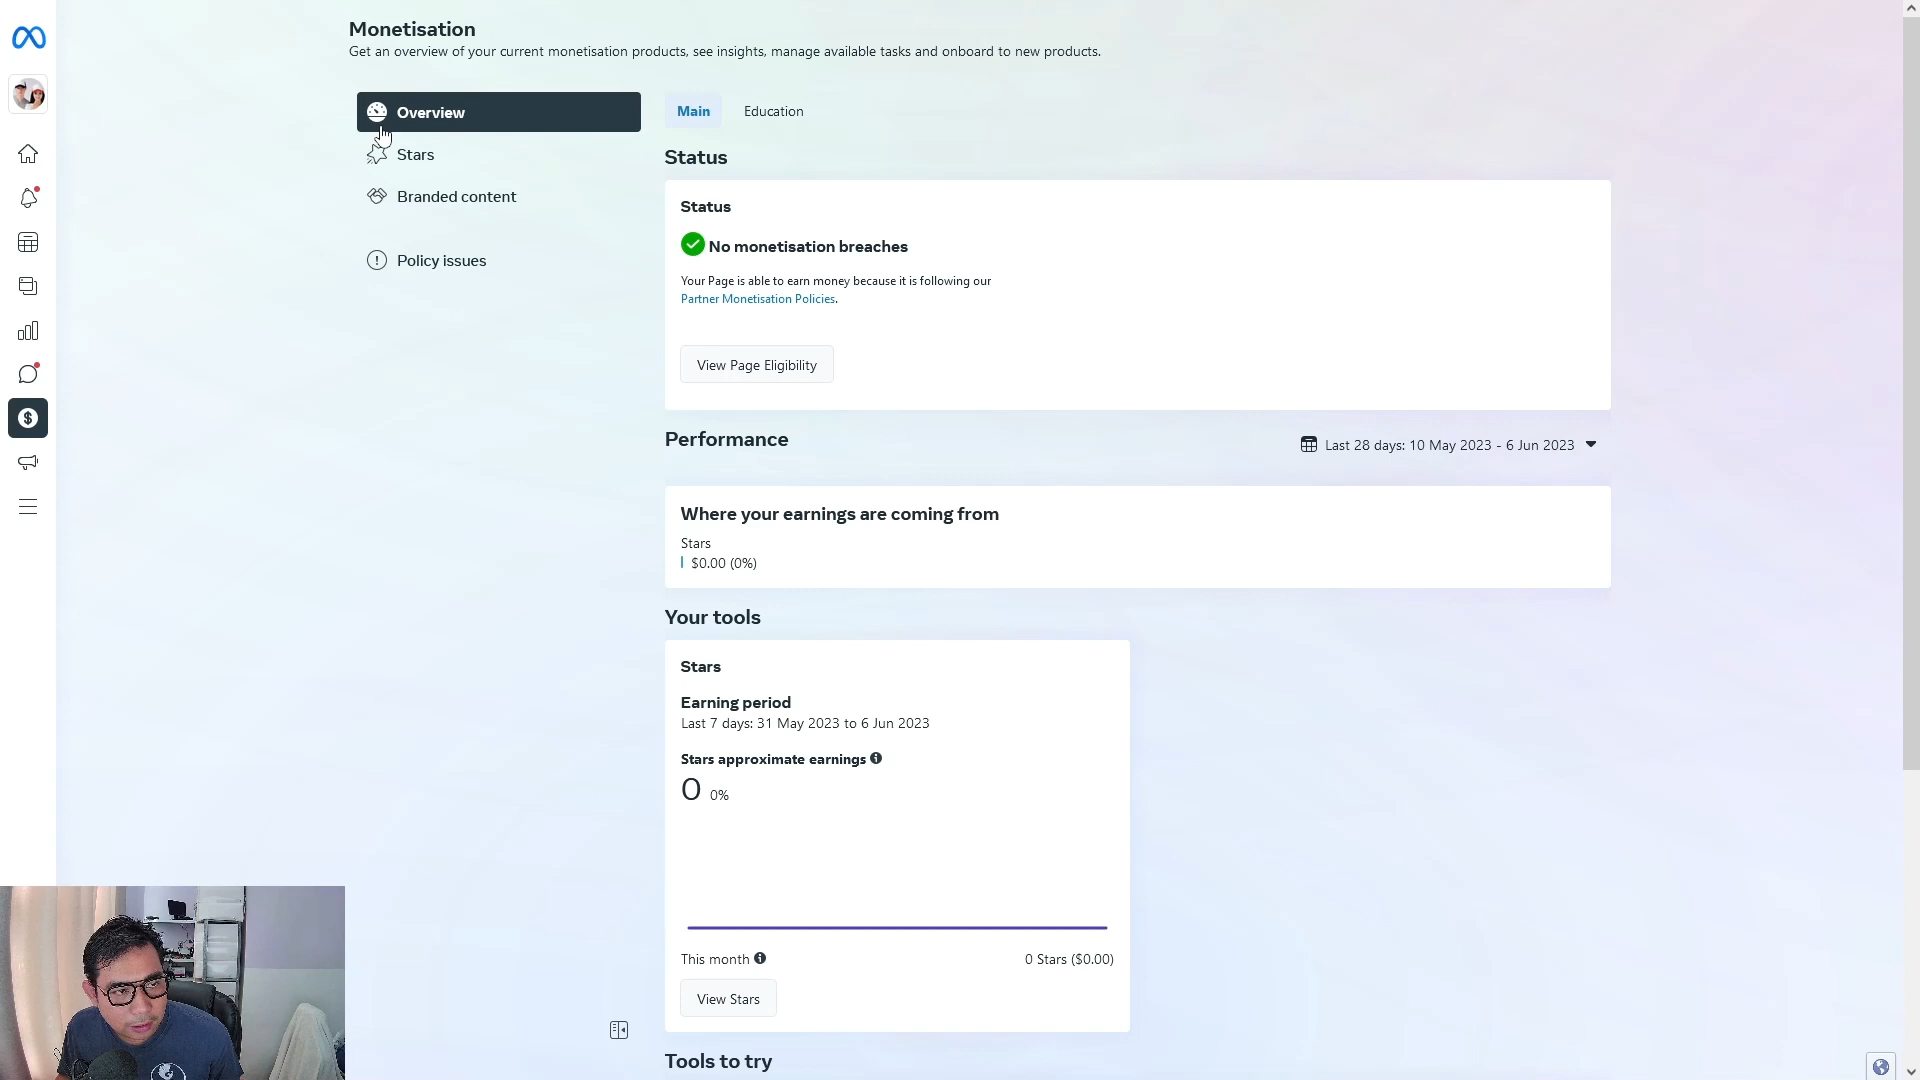 Monetisation
Get an overview of your current monetisation products, see insights, manage available tasks and onboard to new products.
Overview
Stars
Branded content
Policy issues
Main
Education
Status
Status
No monetisation breaches
Your Page is able to earn money because it is following our
Partner Monetisation Policies.
View Page Eligibility
Performance
Last 28 days: 10 May 2023 - 6 Jun 2023
Where your earnings are coming from
Stars
$0.00 (0%)
Your tools
Stars
Earning period
Last 7 days: 31 May 2023 to 6 Jun 2023
Stars approximate earnings
0 0%
This month
0 Stars ($0.00)
View Stars
Tools to try